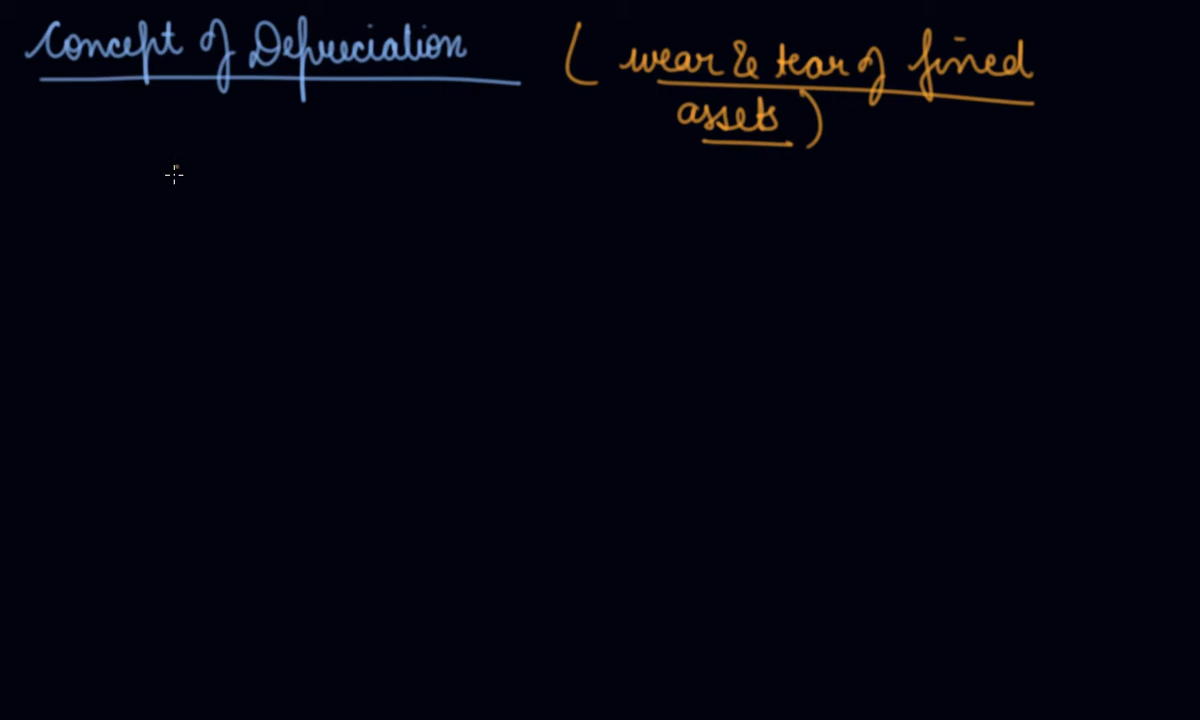 Concept of Depreciation (wear & tear of fixed
assets)